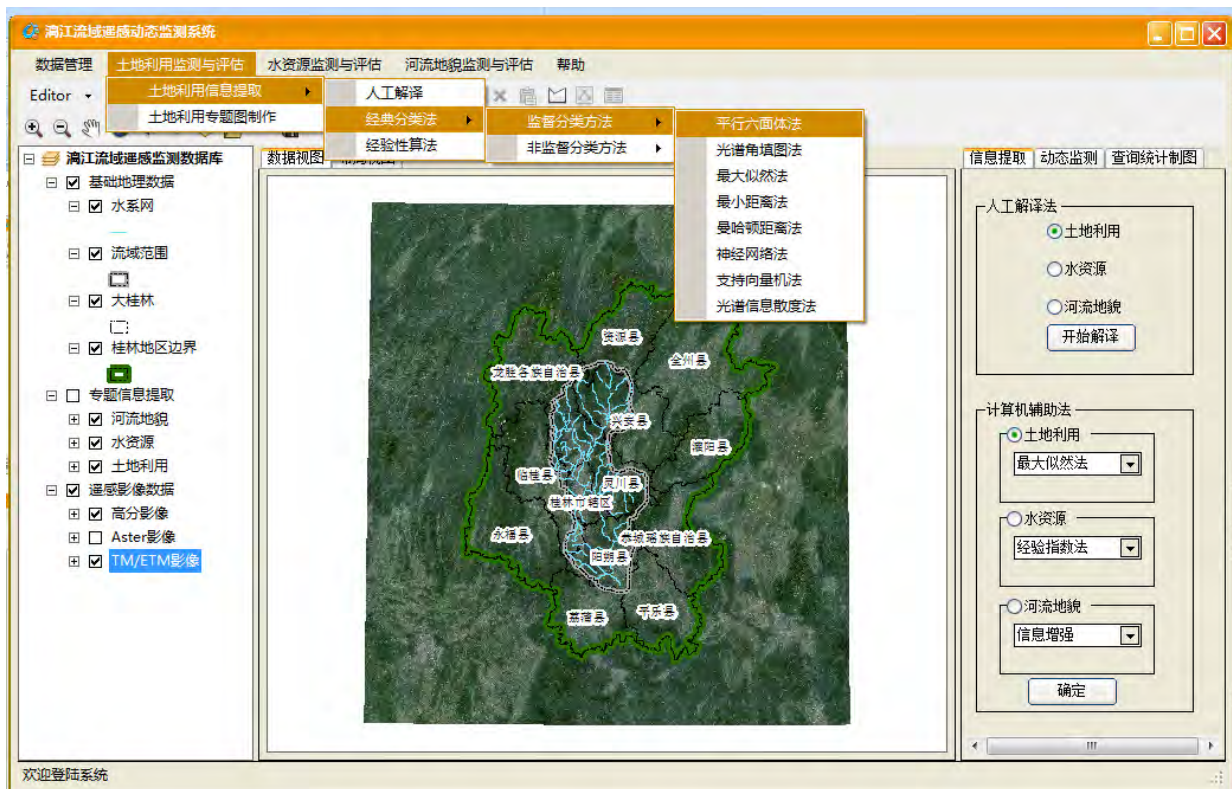 漓江流域遥感动态监测系统
数据管理 土地利用监测与评估 水资源监测与评估 河流地貌监测与评估 帮助
Editor
土地利用信息提取
土地利用专题图制作
人工解译
经典分类法
经验性算法
监督分类方法
非监督分类方法
平行六面体法
光谱角填图法
最大似然法
最小距离法
曼哈顿距离法
神经网络法
支持向量机法
光谱信息散度法
漓江流域遥感监测数据库
基础地理数据
水系网
流域范围
大桂林
桂林地区边界
专题信息提取
河流地貌
水资源
土地利用
遥感影像数据
高分影像
Aster影像
TM/ETM影像
数据视图
资源县
全州县
龙胜各族自治县
兴安县
灌阳县
临桂县
灵川县
桂林市辖区
永福县
恭城瑶族自治县
阳朔县
荔蒲县
平乐县
信息提取 动态监测 查询统计制图
人工解译法
土地利用
水资源
河流地貌
开始解译
计算机辅助法
土地利用
最大似然法
水资源
经验指数法
河流地貌
信息增强
确定
欢迎登陆系统